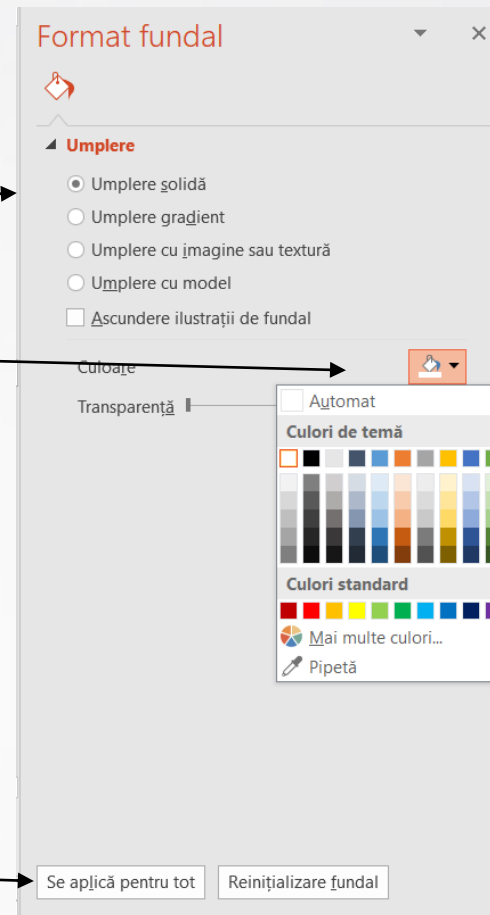 Format fundal
Umplere
Umplere solidă
Umplere gradient
Umplere cu imagine sau textură
Umplere cu model
Ascundere ilustrații de fundal
Culoare
Transparență
Automat
Culori de temă
Culori standard
Mai multe culori...
Pipetă
Se aplică pentru tot Reinițializare fundal